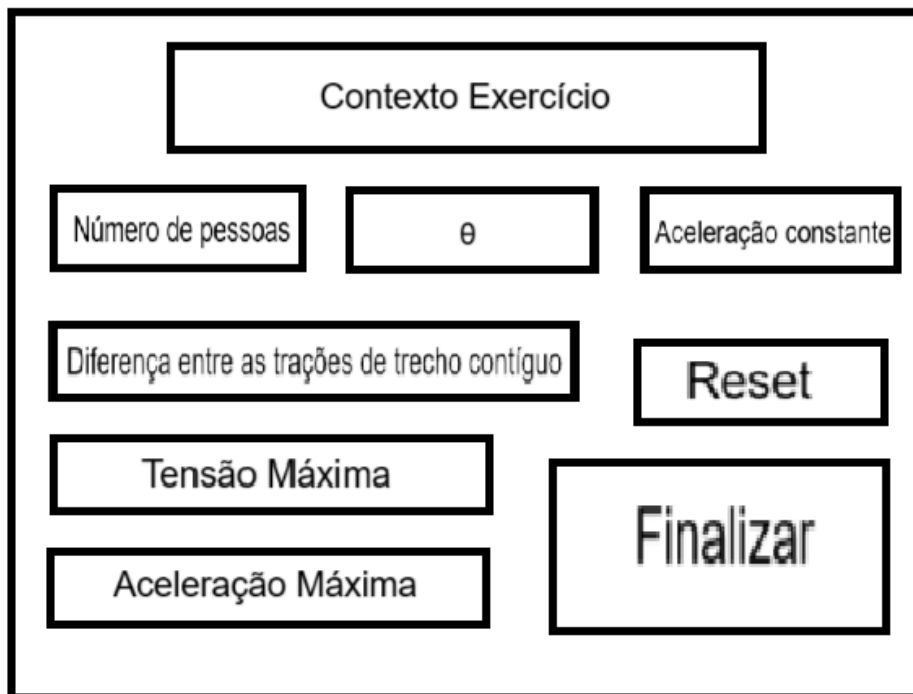 Contexto Exercício
Número de pessoas
θ
Aceleração constante
Diferença entre as trações de trecho contíguo
Reset
Tensão Máxima
Finalizar
Aceleração Máxima